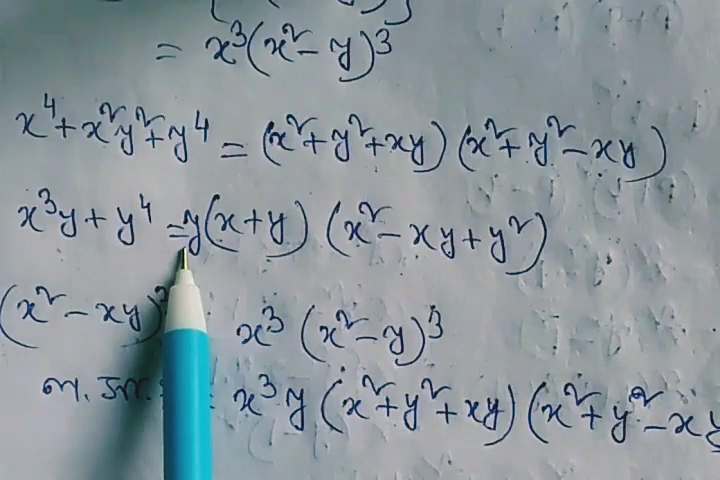 = x³(x² - y)³
x⁴ + x²y² + y⁴ = (x² + y² + xy) (x² + y² - xy)
x³y + y⁴ = y(x + y) (x² - xy + y²)
(x² - xy) x³ (x² - y)³
ল. সা. x³y (x² + y² + xy) (x² + y² - xy